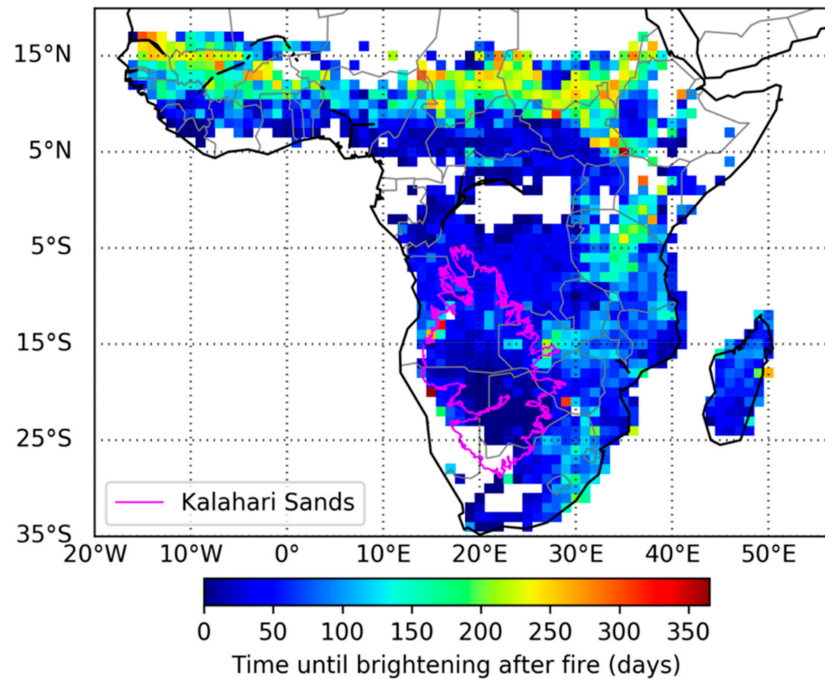 15°N
5°N
5°S
15°S
25°S
35°S
Kalahari Sands
20°W 10°W 0° 10°E 20°E 30°E 40°E 50°E
0 50 100 150 200 250 300 350
Time until brightening after fire (days)